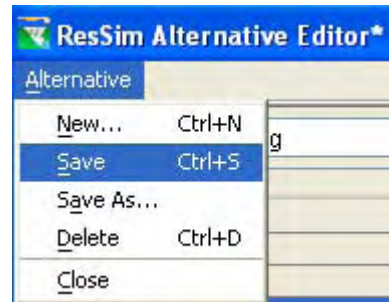 ResSim Alternative Editor*
Alternative
New... Ctrl+N
g
Save Ctrl+S
Save As...
Delete Ctrl+D
Close